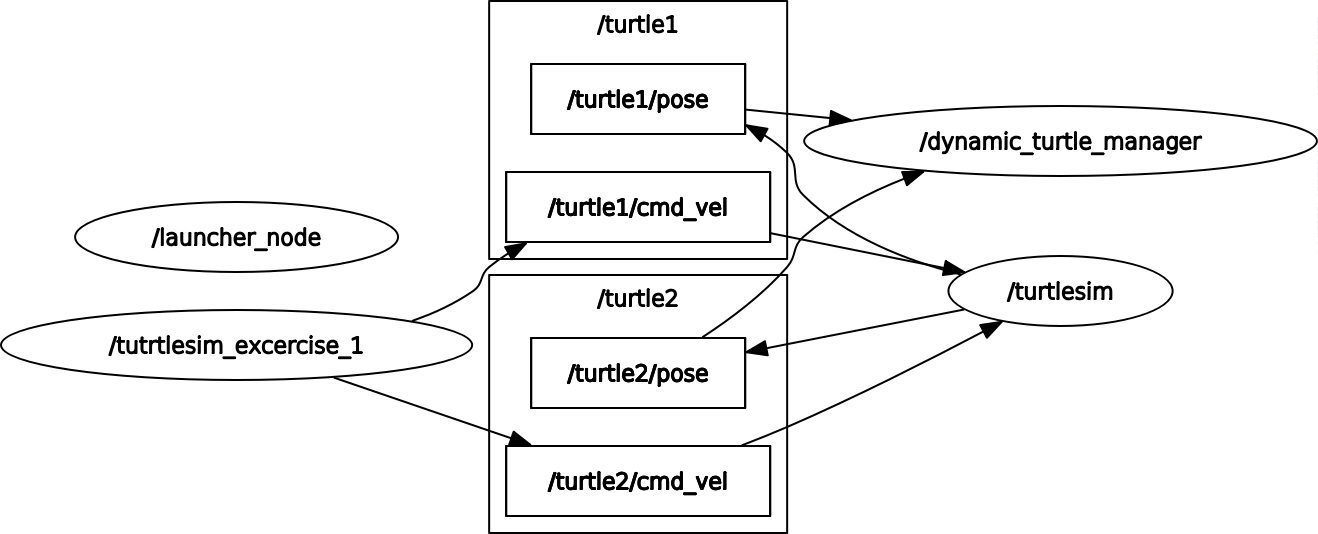 /turtle1
/turtle1/pose
/dynamic_turtle_manager
/turtle1/cmd_vel
/launcher_node
/turtlesim
/turtle2
/tutrtlesim_excercise_1
/turtle2/pose
/turtle2/cmd_vel